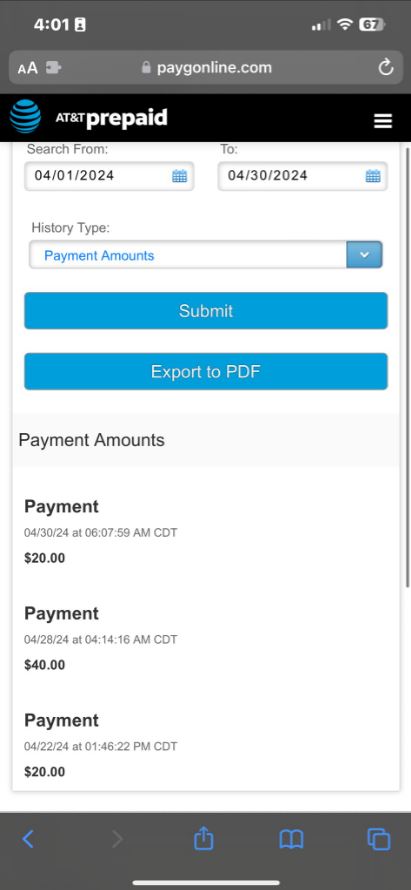 4:01
67
AA
paygonline.com
AT&T prepaid
Search From:
To:
04/01/2024
04/30/2024
History Type:
Payment Amounts
Submit
Export to PDF
Payment Amounts
Payment
04/30/24 at 06:07:59 AM CDT
$20.00
Payment
04/28/24 at 04:14:16 AM CDT
$40.00
Payment
04/22/24 at 01:46:22 PM CDT
$20.00